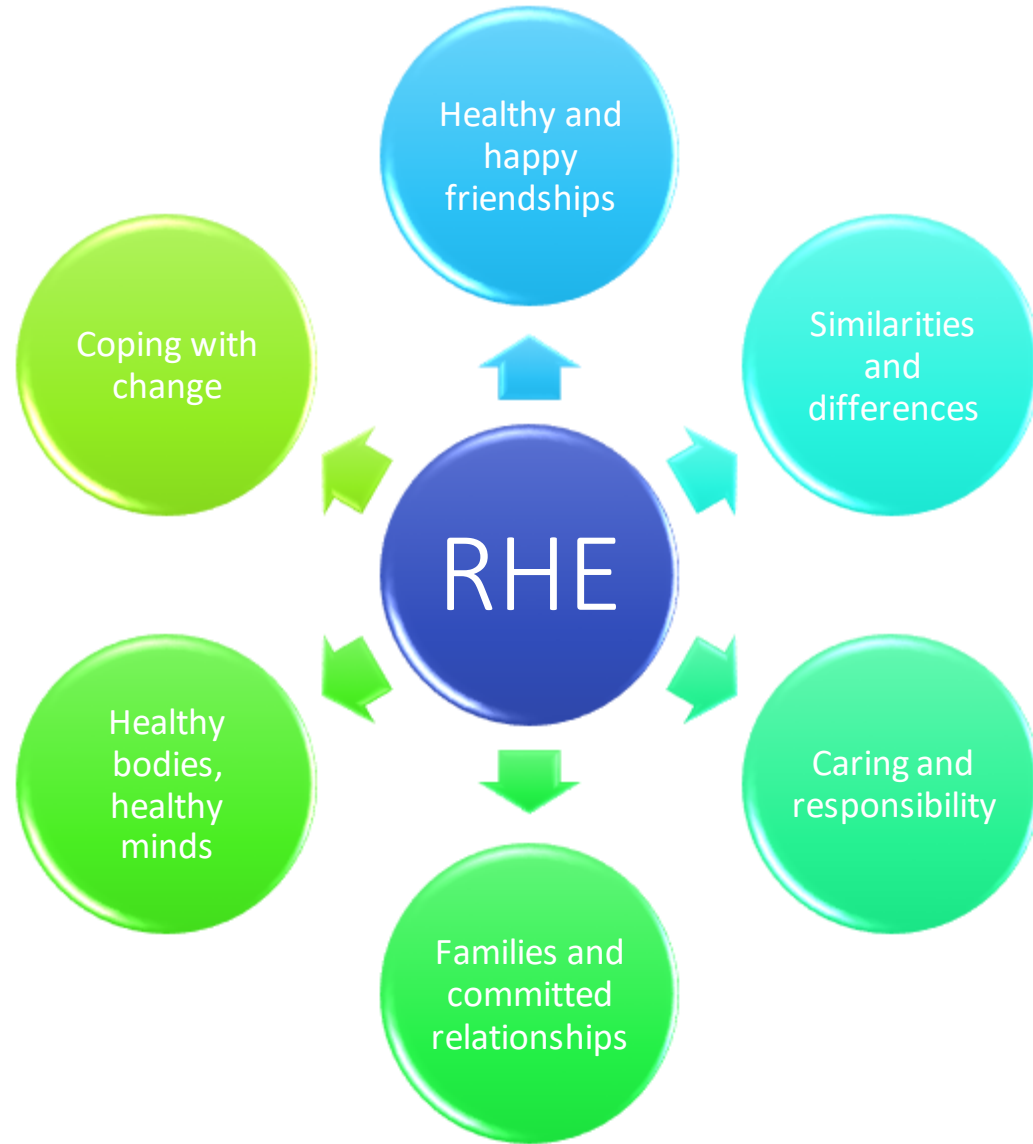 Healthy and
happy
friendships
Similarities
and
differences
Caring and
responsibility
Families and
committed
relationships
Healthy
bodies,
healthy
minds
Coping with
change
RHE